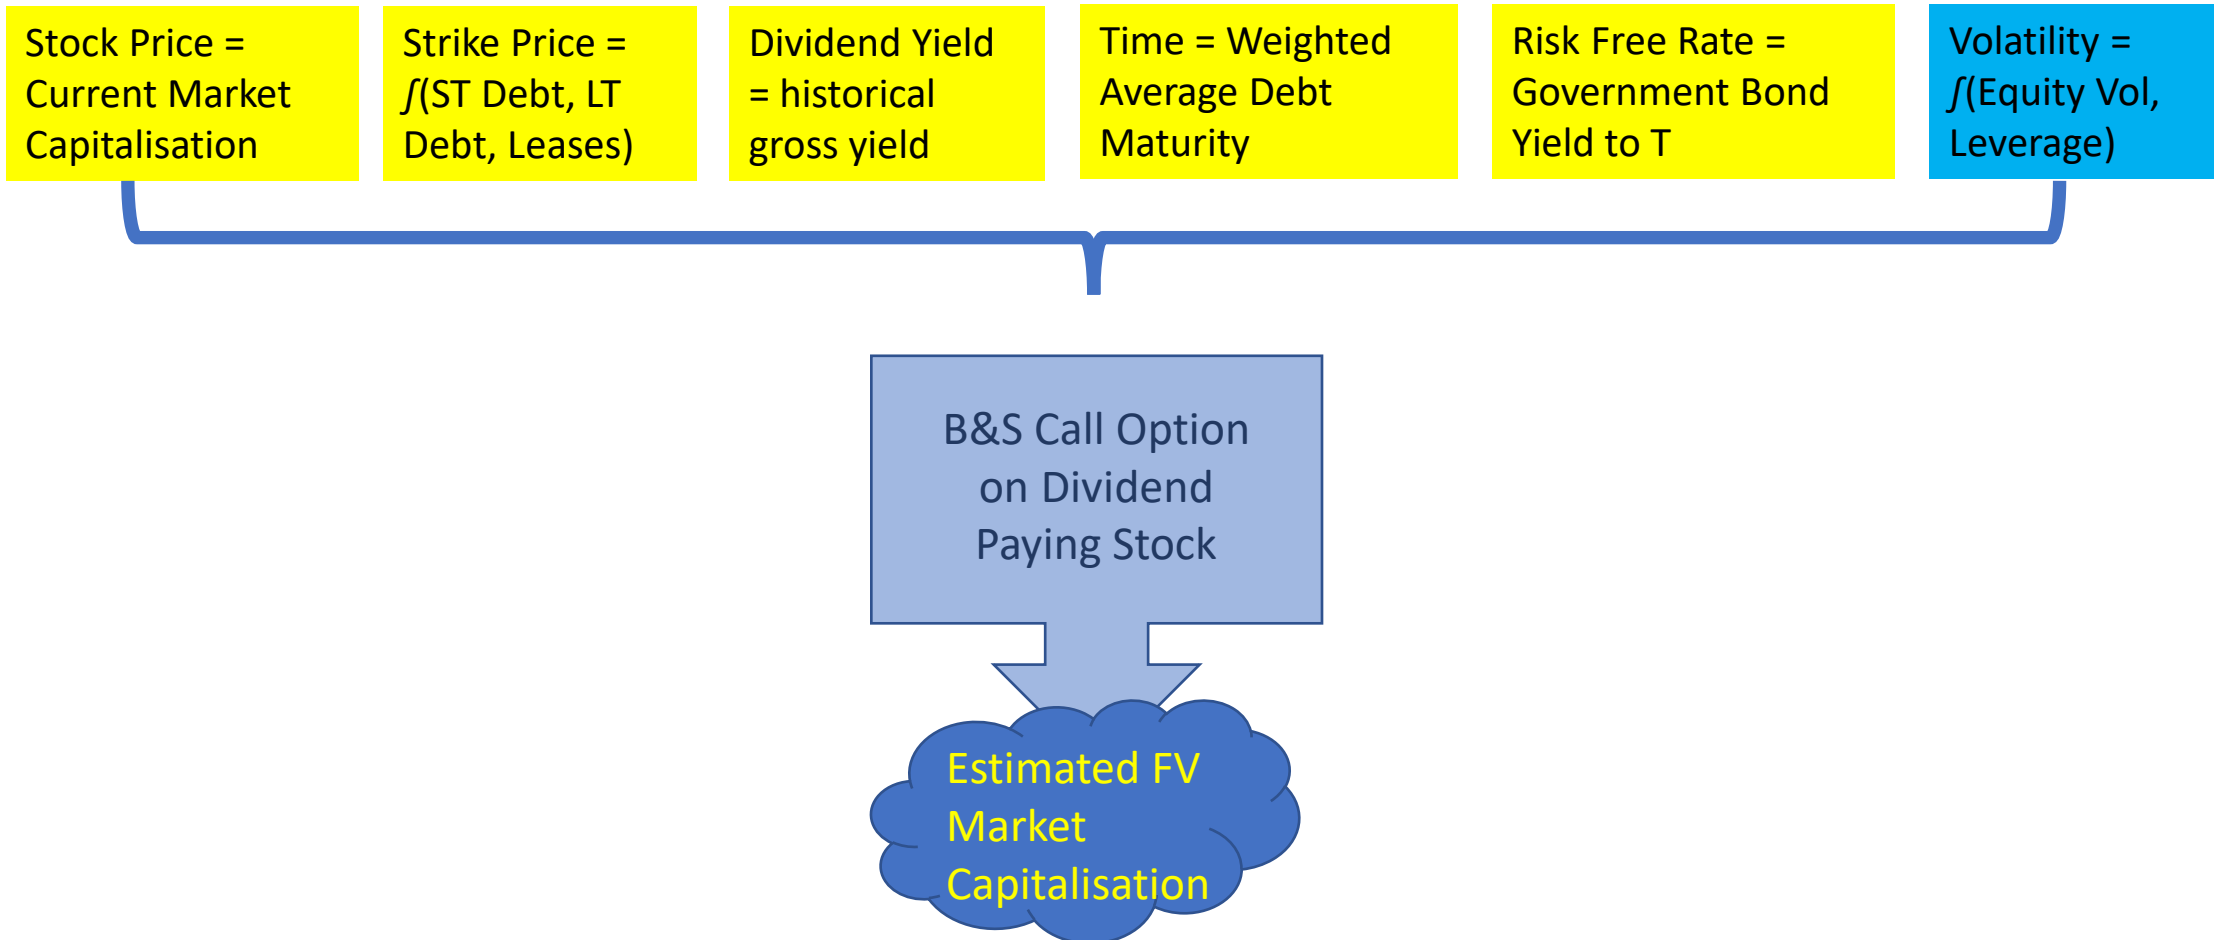 Stock Price =
Current Market
Capitalisation
Strike Price =
∫(ST Debt, LT
Debt, Leases)
Dividend Yield
= historical
gross yield
Time = Weighted
Average Debt
Maturity
Risk Free Rate =
Government Bond
Yield to T
Volatility =
∫(Equity Vol,
Leverage)
B&S Call Option
on Dividend
Paying Stock
Estimated FV
Market
Capitalisation